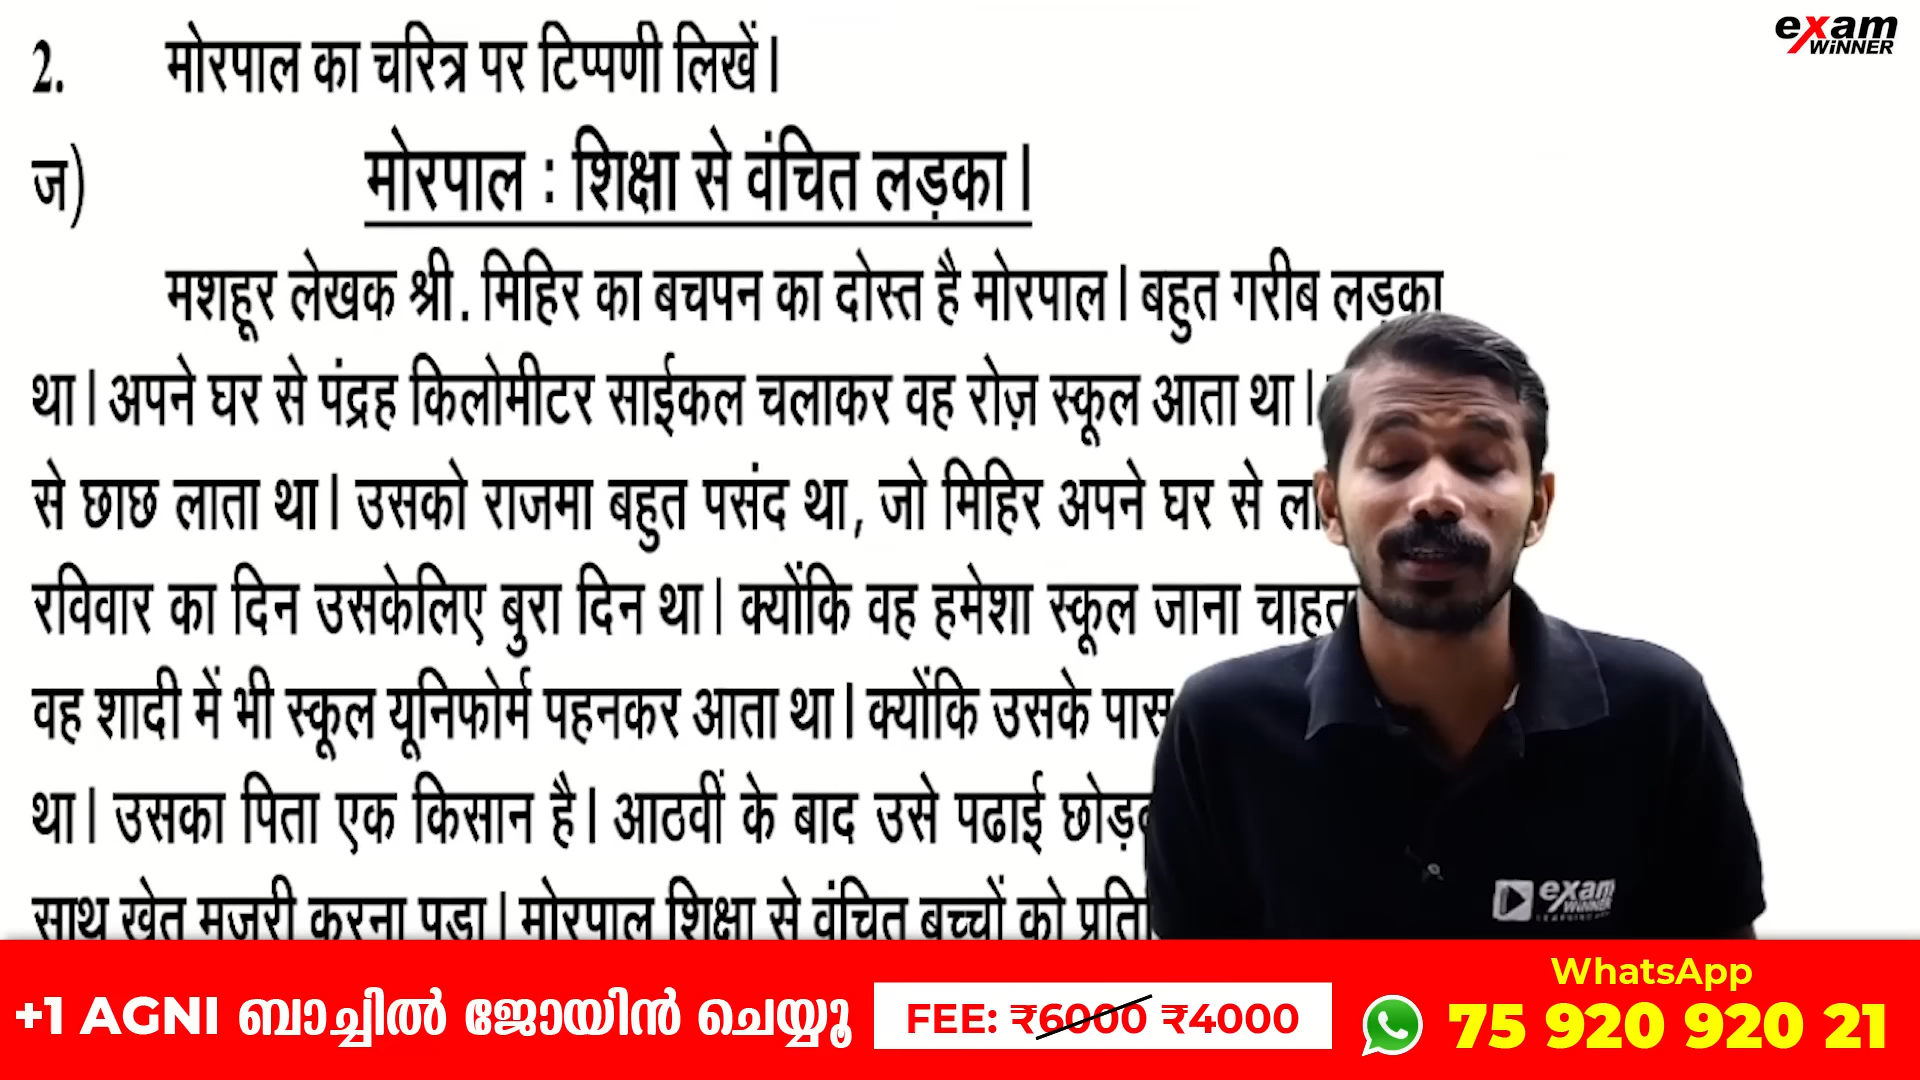 exam
WiNNER
2. मोरपाल का चरित्र पर टिप्पणी लिखें।
ज) मोरपाल : शिक्षा से वंचित लड़का।
मशहूर लेखक श्री. मिहिर का बचपन का दोस्त है मोरपाल। बहुत गरीब लड़का
था। अपने घर से पंद्रह किलोमीटर साईकल चलाकर वह रोज़ स्कूल आता था।
से छाछ लाता था। उसको राजमा बहुत पसंद था, जो मिहिर अपने घर से
रविवार का दिन उसकेलिए बुरा दिन था। क्योंकि वह हमेशा स्कूल जाना
वह शादी में भी स्कूल यूनिफोर्म पहनकर आता था। क्योंकि उसके पास
था। उसका पिता एक किसान है। आठवीं के बाद उसे पढाई
साथ खेत मजूरी करना पडा। मोरपाल शिक्षा से वंचित बच्चों को
exam
WiNNER
+1 AGNI ബാച്ചിൽ ജോയിൻ ചെയ്യൂ
FEE: ₹6000 ₹4000
WhatsApp
75 920 920 21